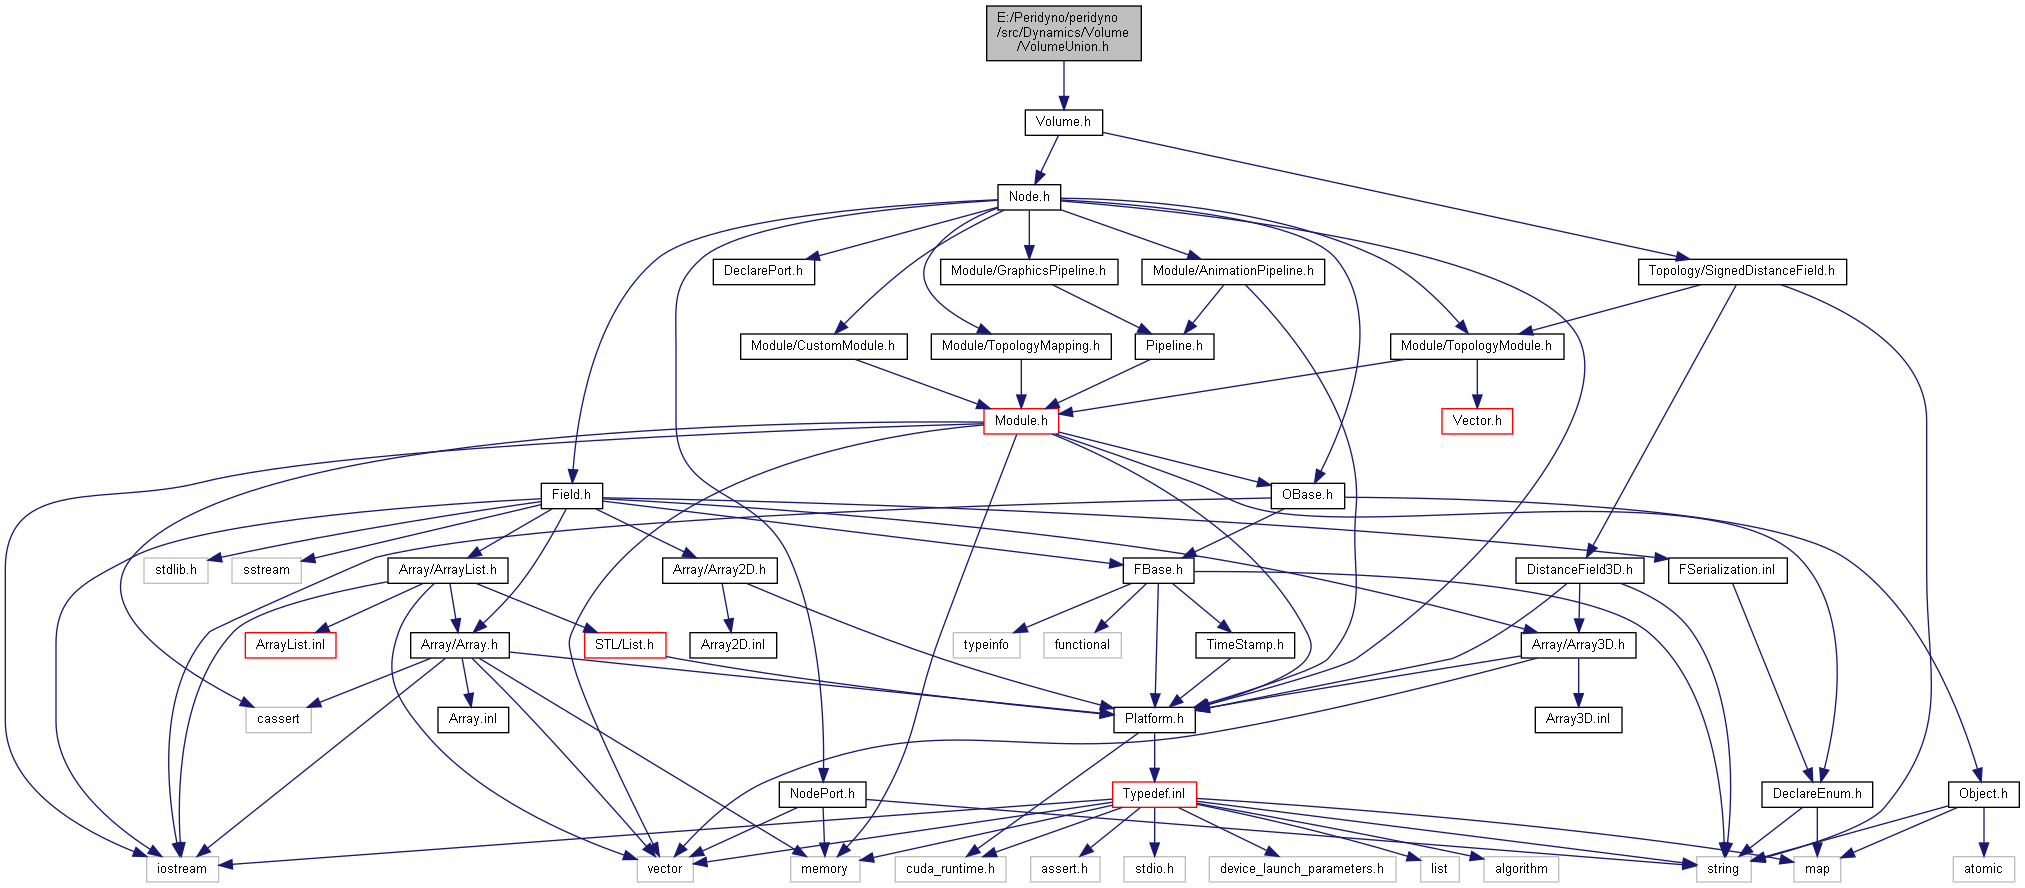 E:/Peridyno/peridyno
/src/Dynamics/Volume
/VolumeUnion.h
Volume.h
Node.h
DeclarePort.h
Module/GraphicsPipeline.h
Module/AnimationPipeline.h
Topology/SignedDistanceField.h
Module/CustomModule.h
Module/TopologyMapping.h
Pipeline.h
Module/TopologyModule.h
Module.h
Vector.h
Field.h
OBase.h
stdlib.h
sstream
Array/ArrayList.h
Array/Array2D.h
FBase.h
DistanceField3D.h
FSerialization.inl
ArrayList.inl
Array/Array.h
STL/List.h
Array2D.inl
typeinfo
functional
TimeStamp.h
Array/Array3D.h
cassert
Array.inl
Platform.h
Array3D.inl
NodePort.h
Typedef.inl
DeclareEnum.h
Object.h
iostream
vector
memory
cuda_runtime.h
assert.h
stdio.h
device_launch_parameters.h
list
algorithm
string
map
atomic